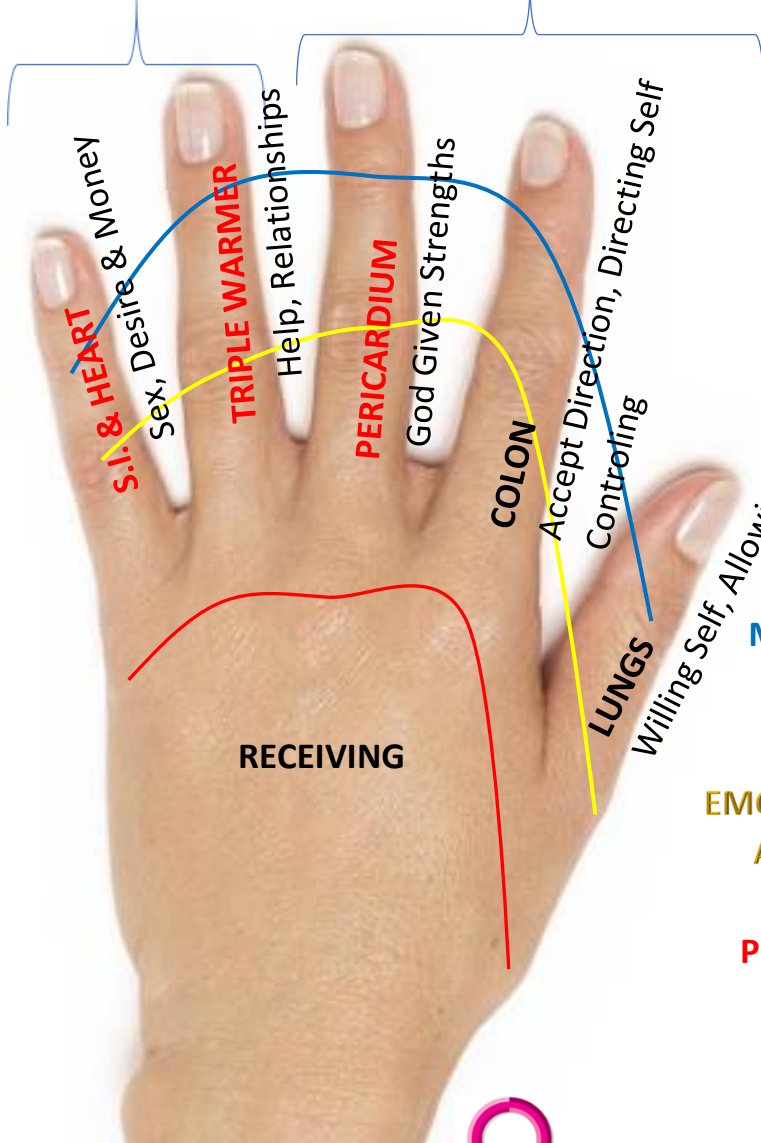 S.I. & HEART
Sex, Desire & Money
TRIPLE WARMER
Help, Relationships
PERICARDIUM
God Given Strengths
COLON
Accept Direction, Directing Self
Controling
LUNGS
Willing Self,
RECEIVING